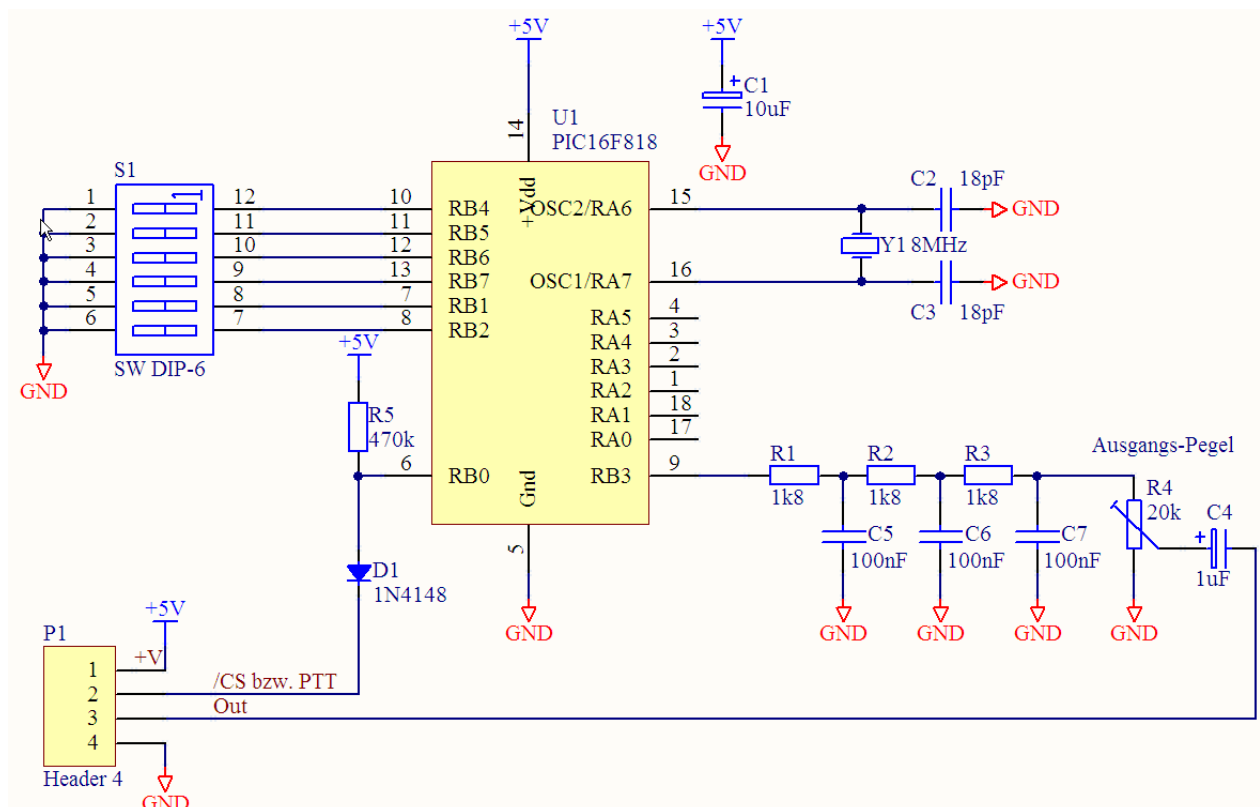 +5V
+5V
C1
10uF
GND
14
U1
PIC16F818
S1
1 12 10 RB4
2 11 11 RB5
3 10 12 RB6
4 9 13 RB7
5 8 7 RB1
6 7 8 RB2
1
SW DIP-6
GND
+Vdd
OSC2/RA6 15
C2 18pF GND
Y1 8MHz
OSC1/RA7 16
C3 18pF GND
RA5 4
RA4 3
RA3 2
RA2 1
RA1 18
RA0 17
RB3 9
+5V
R5
470k
6 RB0
Gnd
5
GND
D1
1N4148
R1
1k8
R2
1k8
R3
1k8
C5
100nF
GND
C6
100nF
GND
C7
100nF
GND
Ausgangs-Pegel
R4
20k
GND
C4
1uF
+5V
P1
1 +V
2 /CS bzw. PTT
3 Out
4
Header 4
GND